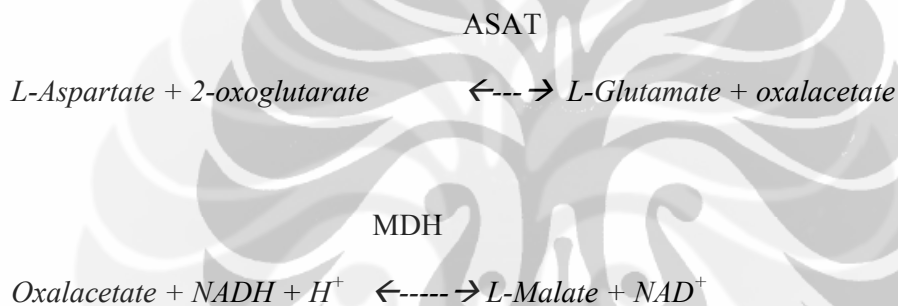 ASAT
L-Aspartate + 2-oxoglutarate ←---→ L-Glutamate + oxalacetate
MDH
Oxalacetate + NADH + H⁺ ←-----→ L-Malate + NAD⁺